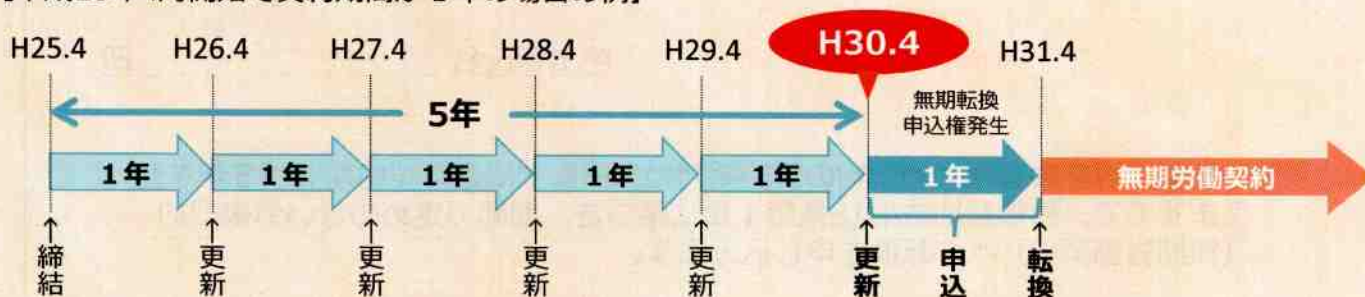 H25.4 H26.4 H27.4 H28.4 H29.4 H30.4 H31.4
5年
無期転換
申込権発生
1年 1年 1年 1年 1年 1年 無期労働契約
↑締結 ↑更新 ↑更新 ↑更新 ↑更新 ↑更新 申込 ↑転換